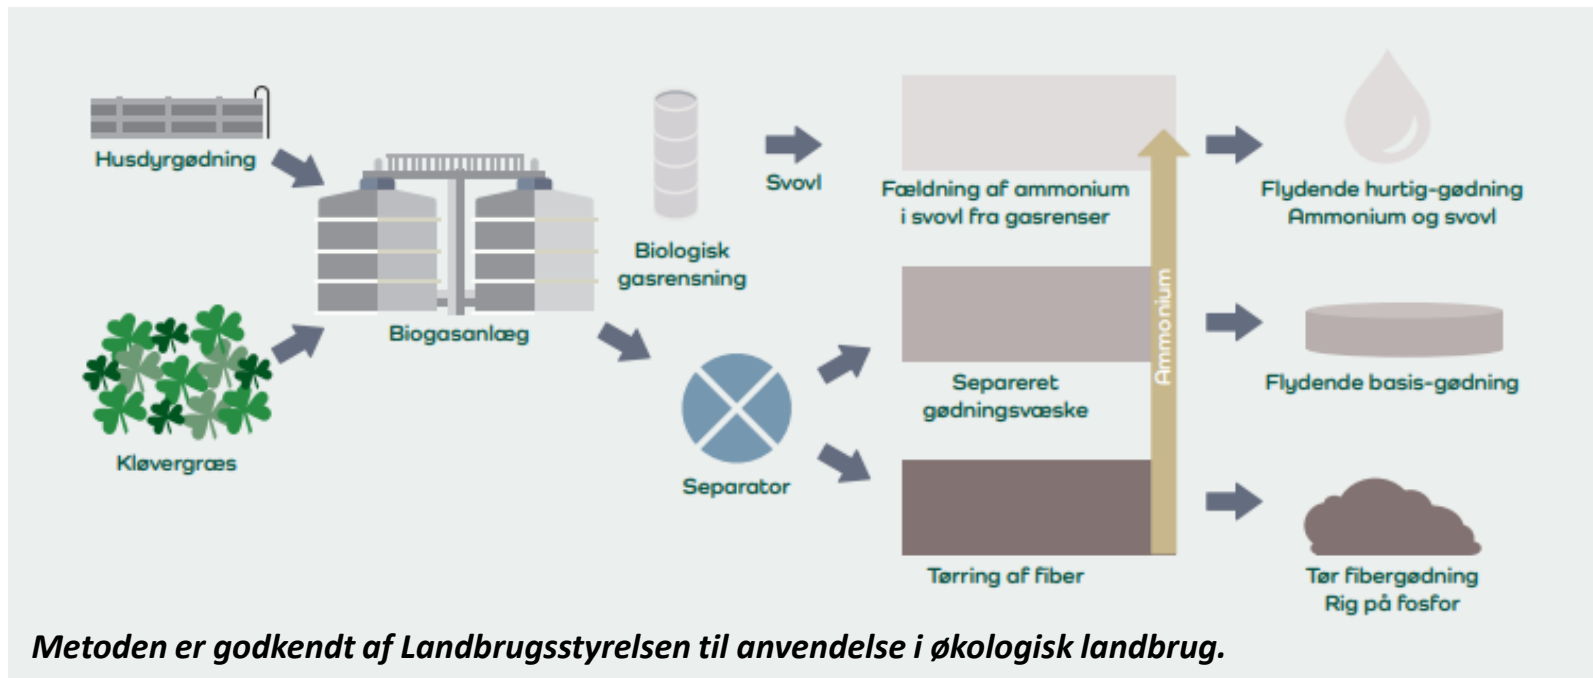 Husdyrgødning
Kløvergræs
Biogasanlæg
Biologisk
gasrensning
Svovl
Separator
Fældning af ammonium
i svovl fra gasrenser
Separeret
gødningsvæske
Tørring af fiber
Ammonium
Flydende hurtig-gødning
Ammonium og svovl
Flydende basis-gødning
Tør fibergødning
Rig på fosfor
Metoden er godkendt af Landbrugsstyrelsen til anvendelse i økologisk landbrug.